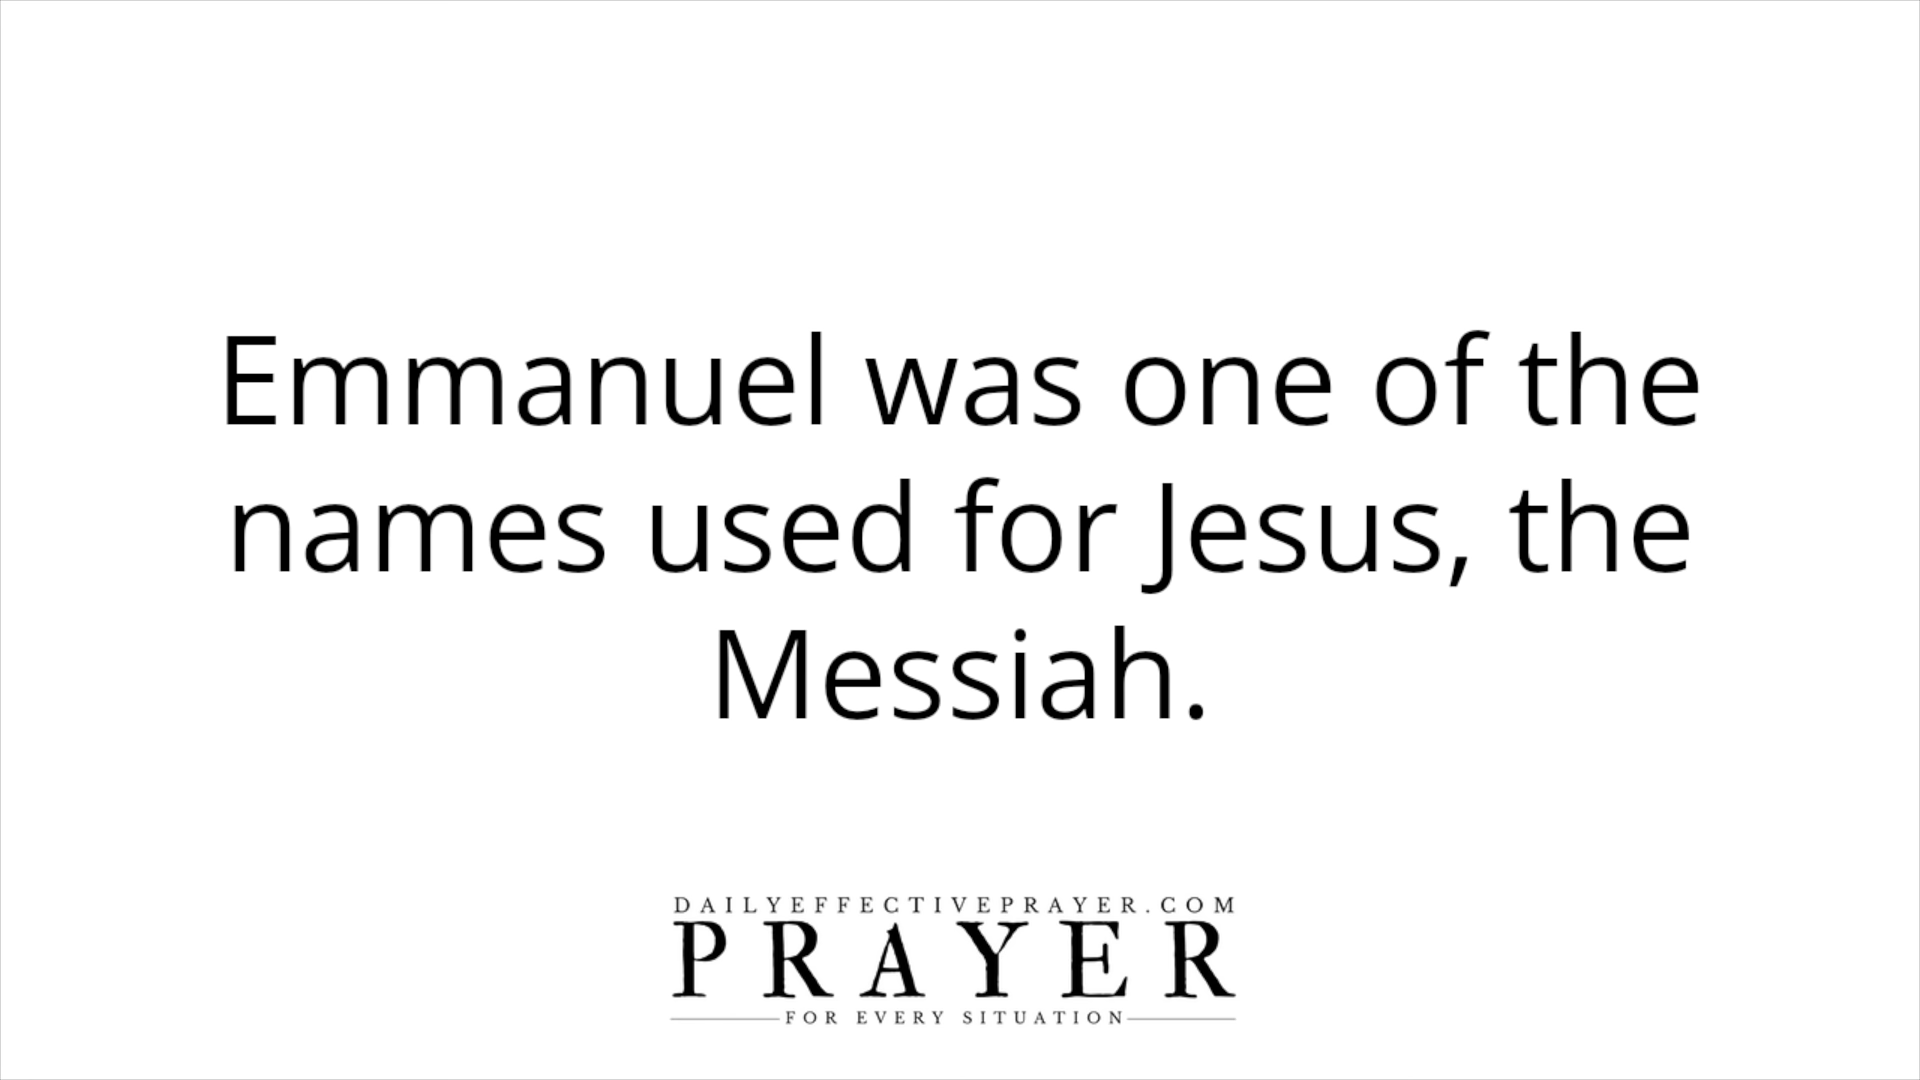 Emmanuel was one of the
names used for Jesus, the
Messiah.
DAILYEFFECTIVEPRAYER.COM
PRAYER
FOR EVERY SITUATION